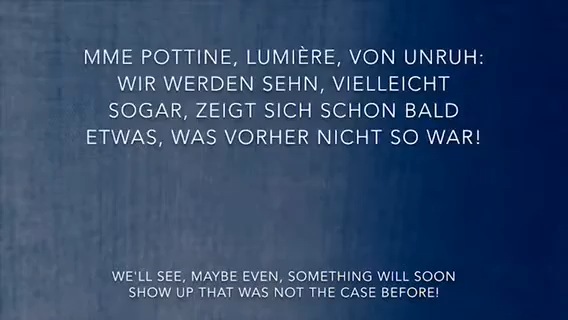 MME POTTINE, LUMIÈRE, VON UNRUH:
WIR WERDEN SEHN, VIELLEICHT
SOGAR, ZEIGT SICH SCHON BALD
ETWAS, WAS VORHER NICHT SO WAR!
WE'LL SEE, MAYBE EVEN, SOMETHING WILL SOON
SHOW UP THAT WAS NOT THE CASE BEFORE!